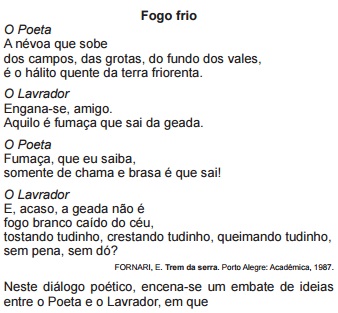 Fogo frio
O Poeta
A névoa que sobe
dos campos, das grotas, do fundo dos vales,
é o hálito quente da terra friorenta.
O Lavrador
Engana-se, amigo.
Aquilo é fumaça que sai da geada.
O Poeta
Fumaça, que eu saiba,
somente de chama e brasa é que sai!
O Lavrador
E, acaso, a geada não é
fogo branco caído do céu,
tostando tudinho, crestando tudinho, queimando tudinho,
sem pena, sem dó?
FORNARI, E. Trem da serra. Porto Alegre: Acadêmica, 1987.
Neste diálogo poético, encena-se um embate de ideias
entre o Poeta e o Lavrador, em que